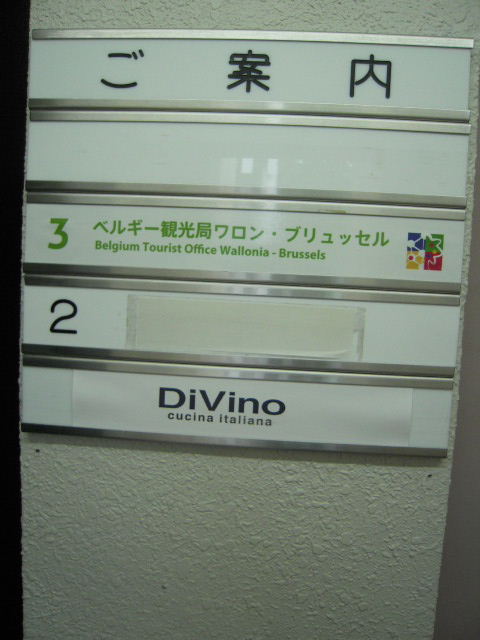 ご案内
3 ベルギー観光局ワロン・ブリュッセル
Belgium Tourist Office Wallonia - Brussels
2
DiVino
cucina italiana